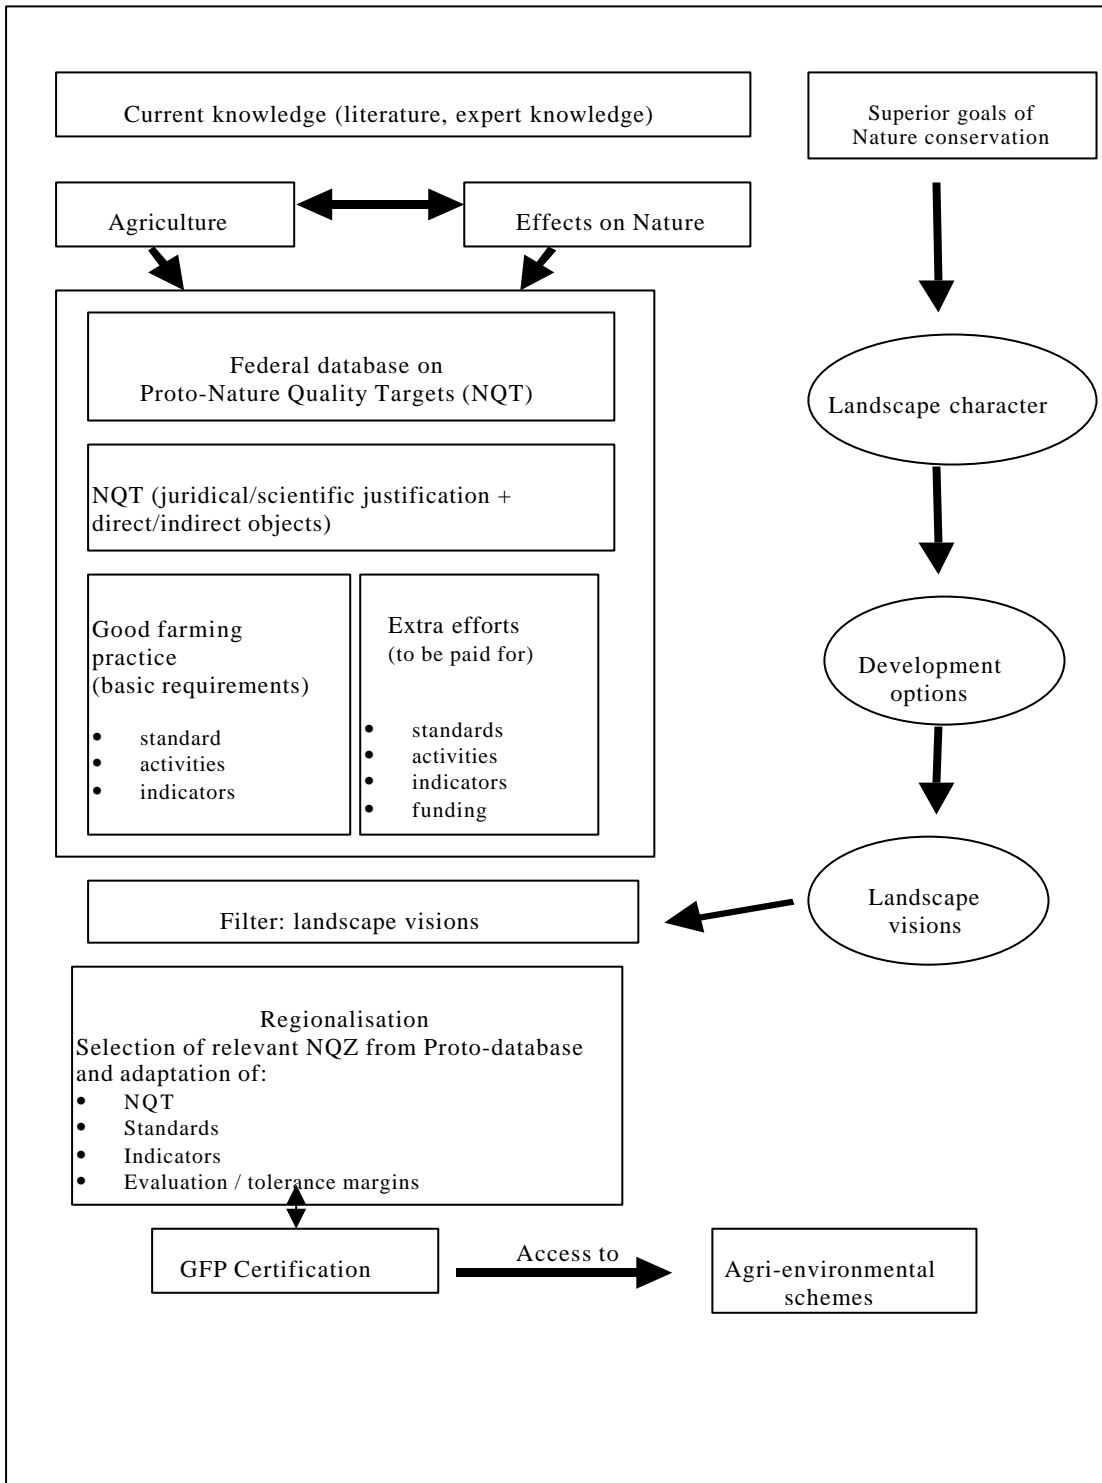 Current knowledge (literature, expert knowledge)
Superior goals of
Nature conservation
Agriculture
Effects on Nature
Federal database on
Proto-Nature Quality Targets (NQT)
Landscape character
NQT (juridical/scientific justification +
direct/indirect objects)
Good farming
practice
(basic requirements)
• standard
• activities
• indicators
Extra efforts
(to be paid for)
• standards
• activities
• indicators
• funding
Development
options
Landscape
visions
Filter: landscape visions
Regionalisation
Selection of relevant NQZ from Proto-database
and adaptation of:
• NQT
• Standards
• Indicators
• Evaluation / tolerance margins
GFP Certification
Access to
Agri-environmental
schemes